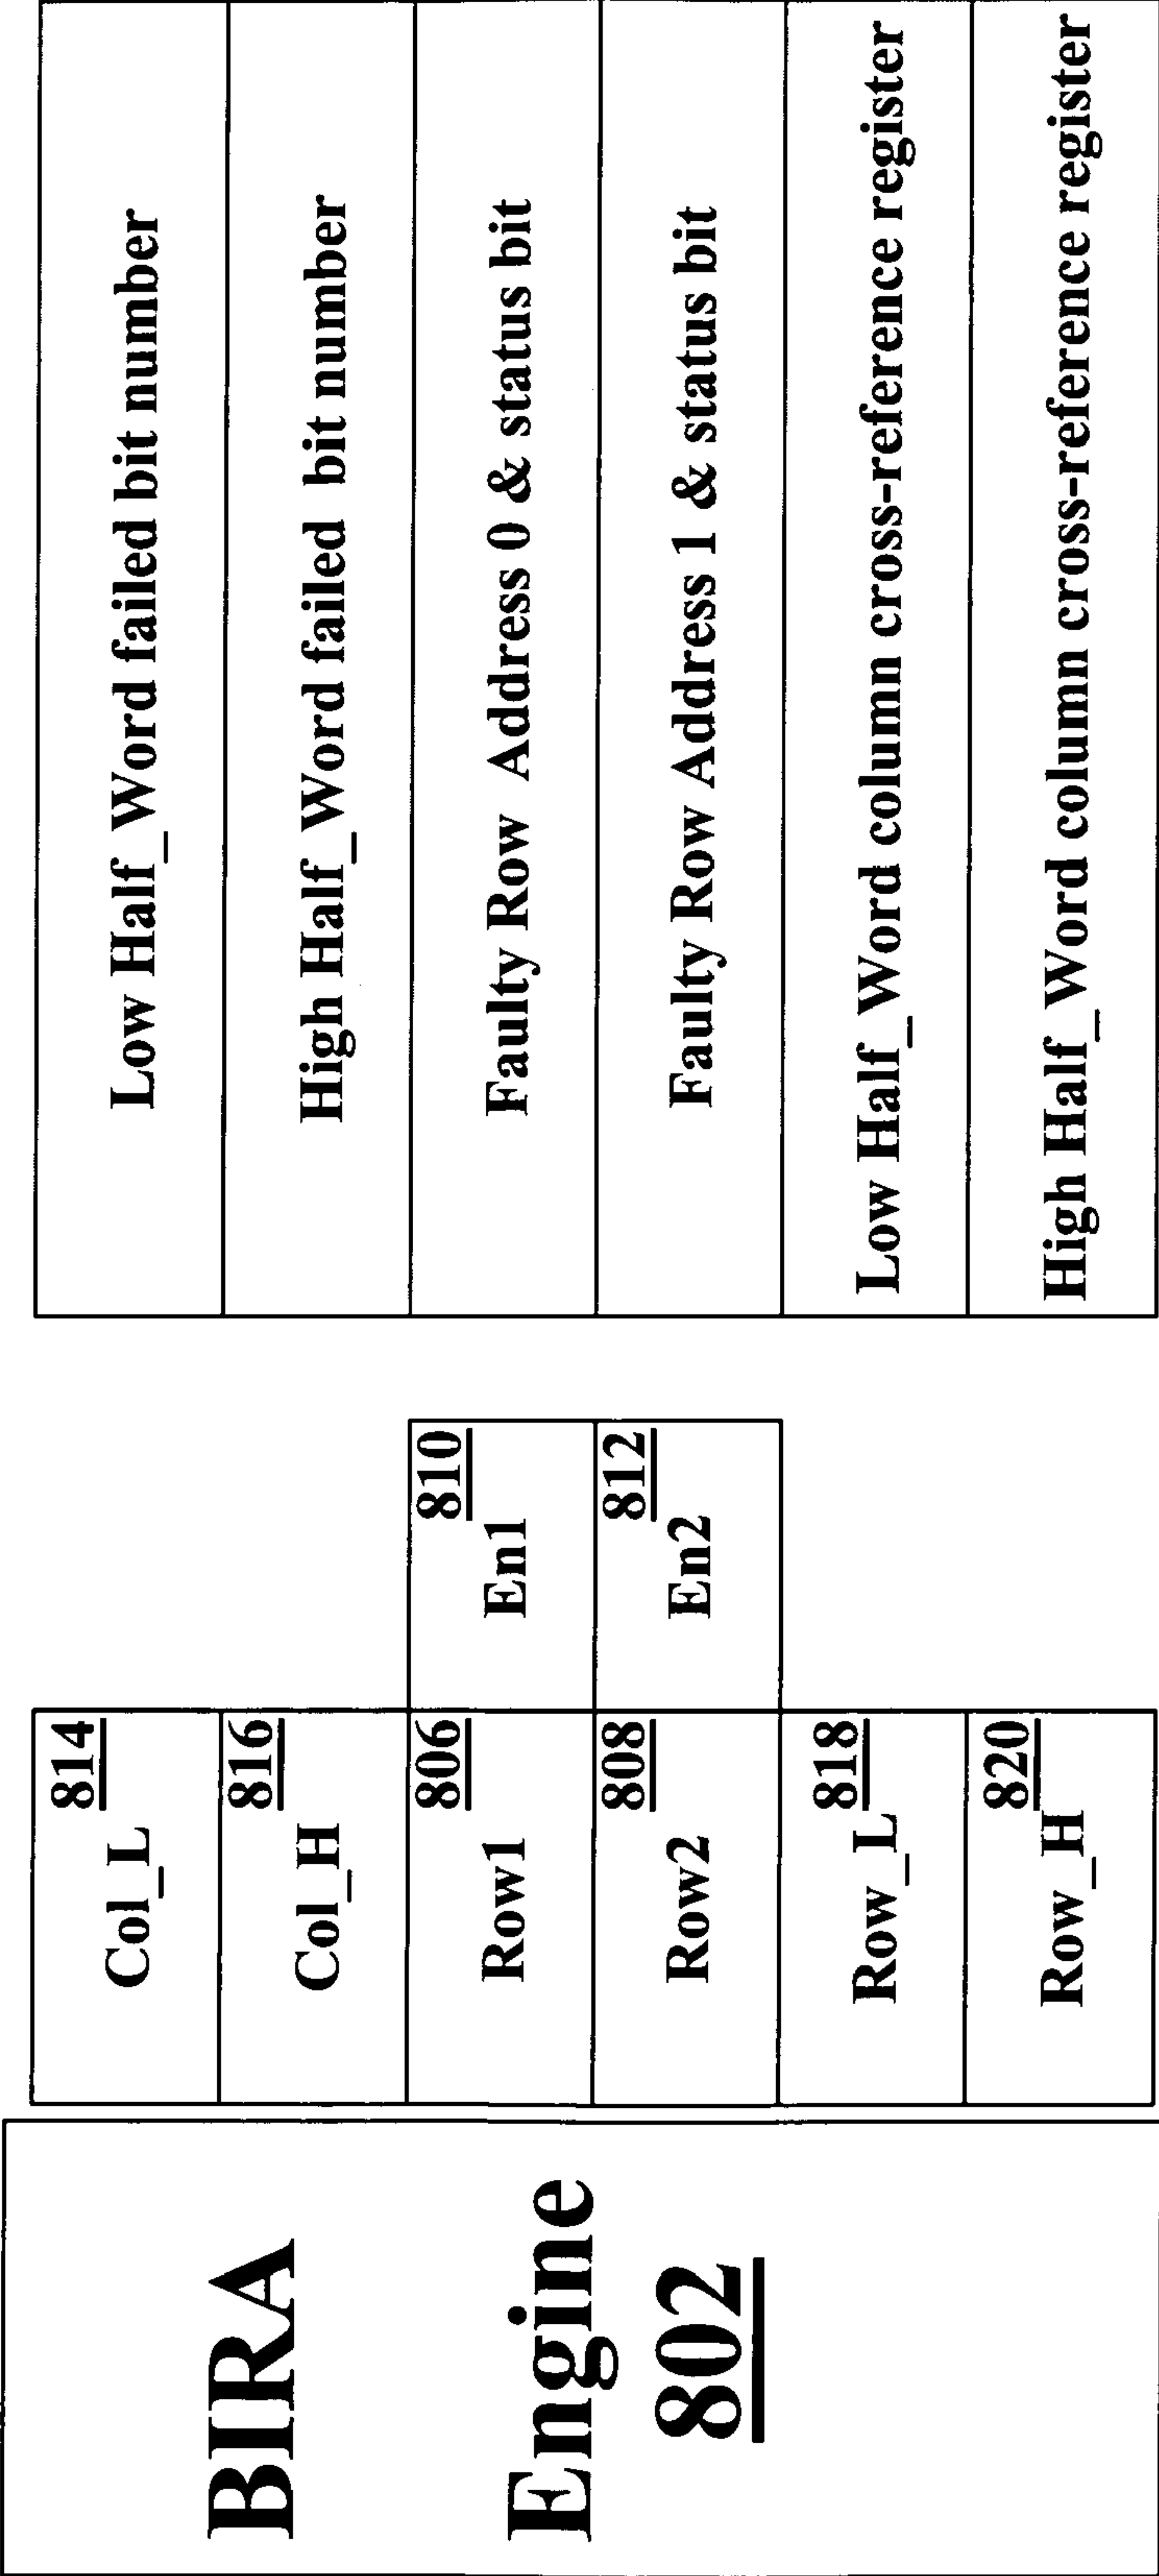 BIRA
Engine
802
Col_L 814
Col_H 816
Row1 806
En1 810
Row2 808
En2 812
Row_L 818
Row_H 820
Low Half_Word failed bit number
High Half_Word failed bit number
Faulty Row Address 0 & status bit
Faulty Row Address 1 & status bit
Low Half_Word column cross-reference register
High Half_Word column cross-reference register